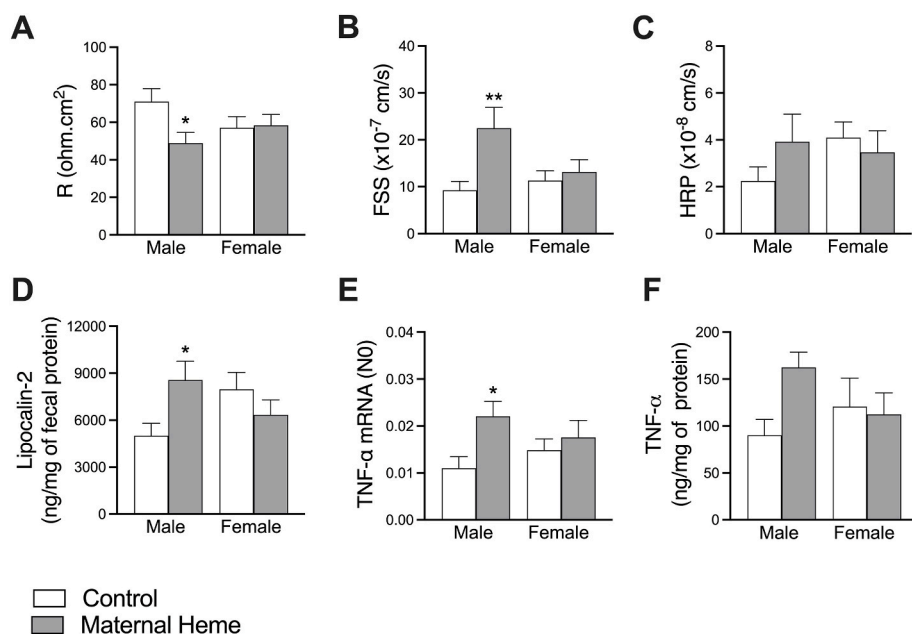 A
R (ohm.cm²)
100
80
60
40
20
0
*
Male
Female
B
FSS (x10⁻⁷ cm/s)
40
30
20
10
0
**
Male
Female
C
HRP (x10⁻⁸ cm/s)
8
6
4
2
0
Male
Female
D
Lipocalin-2
(ng/mg of fecal protein)
12000
9000
6000
3000
0
*
Male
Female
E
TNF-α mRNA (N0)
0.04
0.03
0.02
0.01
0.00
*
Male
Female
F
TNF-α
(ng/mg of protein)
200
150
100
50
0
Male
Female
Control
Maternal Heme